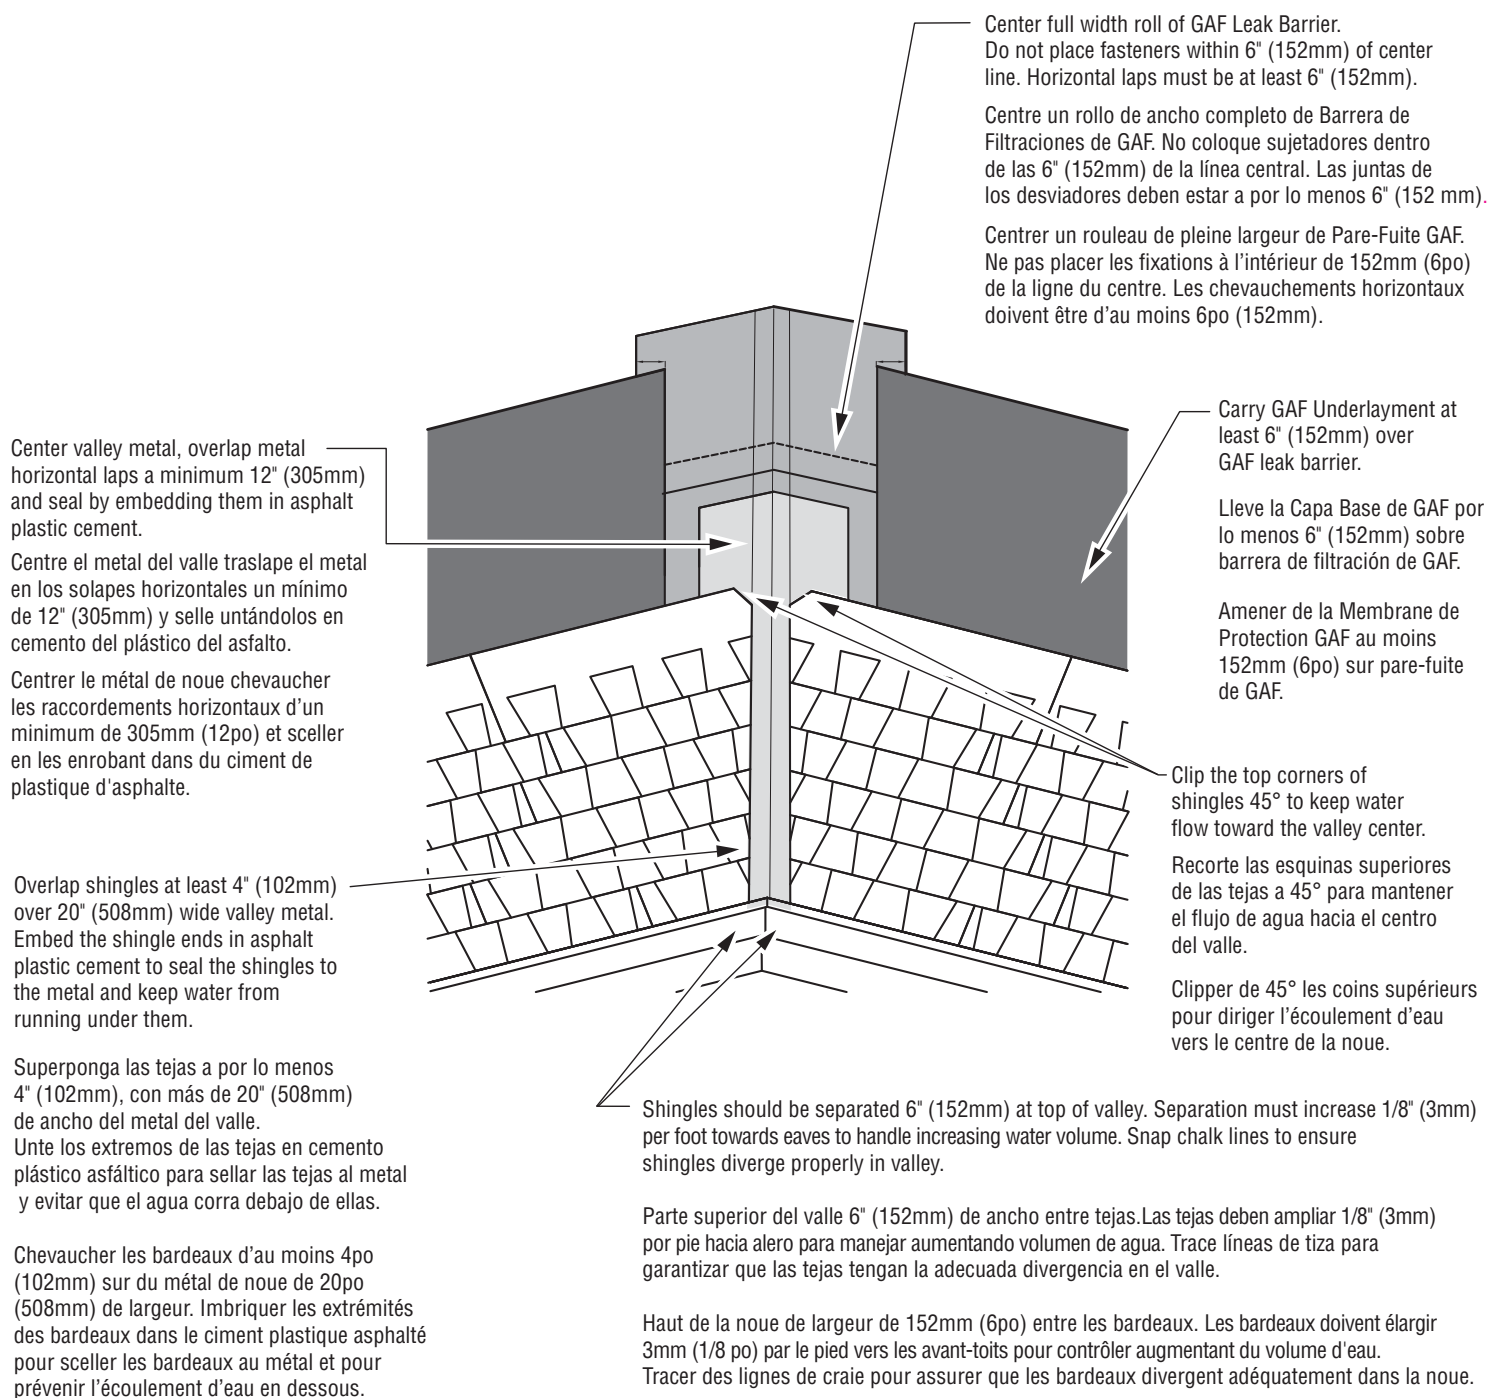 Center full width roll of GAF Leak Barrier.
Do not place fasteners within 6" (152mm) of center
line. Horizontal laps must be at least 6" (152mm).
Centre un rollo de ancho completo de Barrera de
Filtraciones de GAF. No coloque sujetadores dentro
de las 6" (152mm) de la línea central. Las juntas de
los desviadores deben estar a por lo menos 6" (152 mm).
Centrer un rouleau de pleine largeur de Pare-Fuite GAF.
Ne pas placer les fixations à l'intérieur de 152mm (6po)
de la ligne du centre. Les chevauchements horizontaux
doivent être d'au moins 6po (152mm).
Center valley metal, overlap metal
horizontal laps a minimum 12" (305mm)
and seal by embedding them in asphalt
plastic cement.
Centre el metal del valle traslape el metal
en los solapes horizontales un mínimo
de 12" (305mm) y selle untándolos en
cemento del plástico del asfalto.
Centrer le métal de noue chevaucher
les raccordements horizontaux d'un
minimum de 305mm (12po) et sceller
en les enrobant dans du ciment de
plastique d'asphalte.
Carry GAF Underlayment at
least 6" (152mm) over
GAF leak barrier.
Lleve la Capa Base de GAF por
lo menos 6" (152mm) sobre
barrera de filtración de GAF.
Amener de la Membrane de
Protection GAF au moins
152mm (6po) sur pare-fuite
de GAF.
Clip the top corners of
shingles 45° to keep water
flow toward the valley center.
Recorte las esquinas superiores
de las tejas a 45° para mantener
el flujo de agua hacia el centro
del valle.
Clipper de 45° les coins supérieurs
pour diriger l'écoulement d'eau
vers le centre de la noue.
Overlap shingles at least 4" (102mm)
over 20" (508mm) wide valley metal.
Embed the shingle ends in asphalt
plastic cement to seal the shingles to
the metal and keep water from
running under them.
Superponga las tejas a por lo menos
4" (102mm), con más de 20" (508mm)
de ancho del metal del valle.
Unte los extremos de las tejas en cemento
plástico asfáltico para sellar las tejas al metal
y evitar que el agua corra debajo de ellas.
Chevaucher les bardeaux d'au moins 4po
(102mm) sur du métal de noue de 20po
(508mm) de largeur. Imbriquer les extrémités
des bardeaux dans le ciment plastique asphalté
pour sceller les bardeaux au métal et pour
prévenir l'écoulement d'eau en dessous.
Shingles should be separated 6" (152mm) at top of valley. Separation must increase 1/8" (3mm)
per foot towards eaves to handle increasing water volume. Snap chalk lines to ensure
shingles diverge properly in valley.
Parte superior del valle 6" (152mm) de ancho entre tejas.Las tejas deben ampliar 1/8" (3mm)
por pie hacia alero para manejar aumentando volumen de agua. Trace líneas de tiza para
garantizar que las tejas tengan la adecuada divergencia en el valle.
Haut de la noue de largeur de 152mm (6po) entre les bardeaux. Les bardeaux doivent élargir
3mm (1/8 po) par le pied vers les avant-toits pour contrôler augmentant du volume d'eau.
Tracer des lignes de craie pour assurer que les bardeaux divergent adéquatement dans la noue.